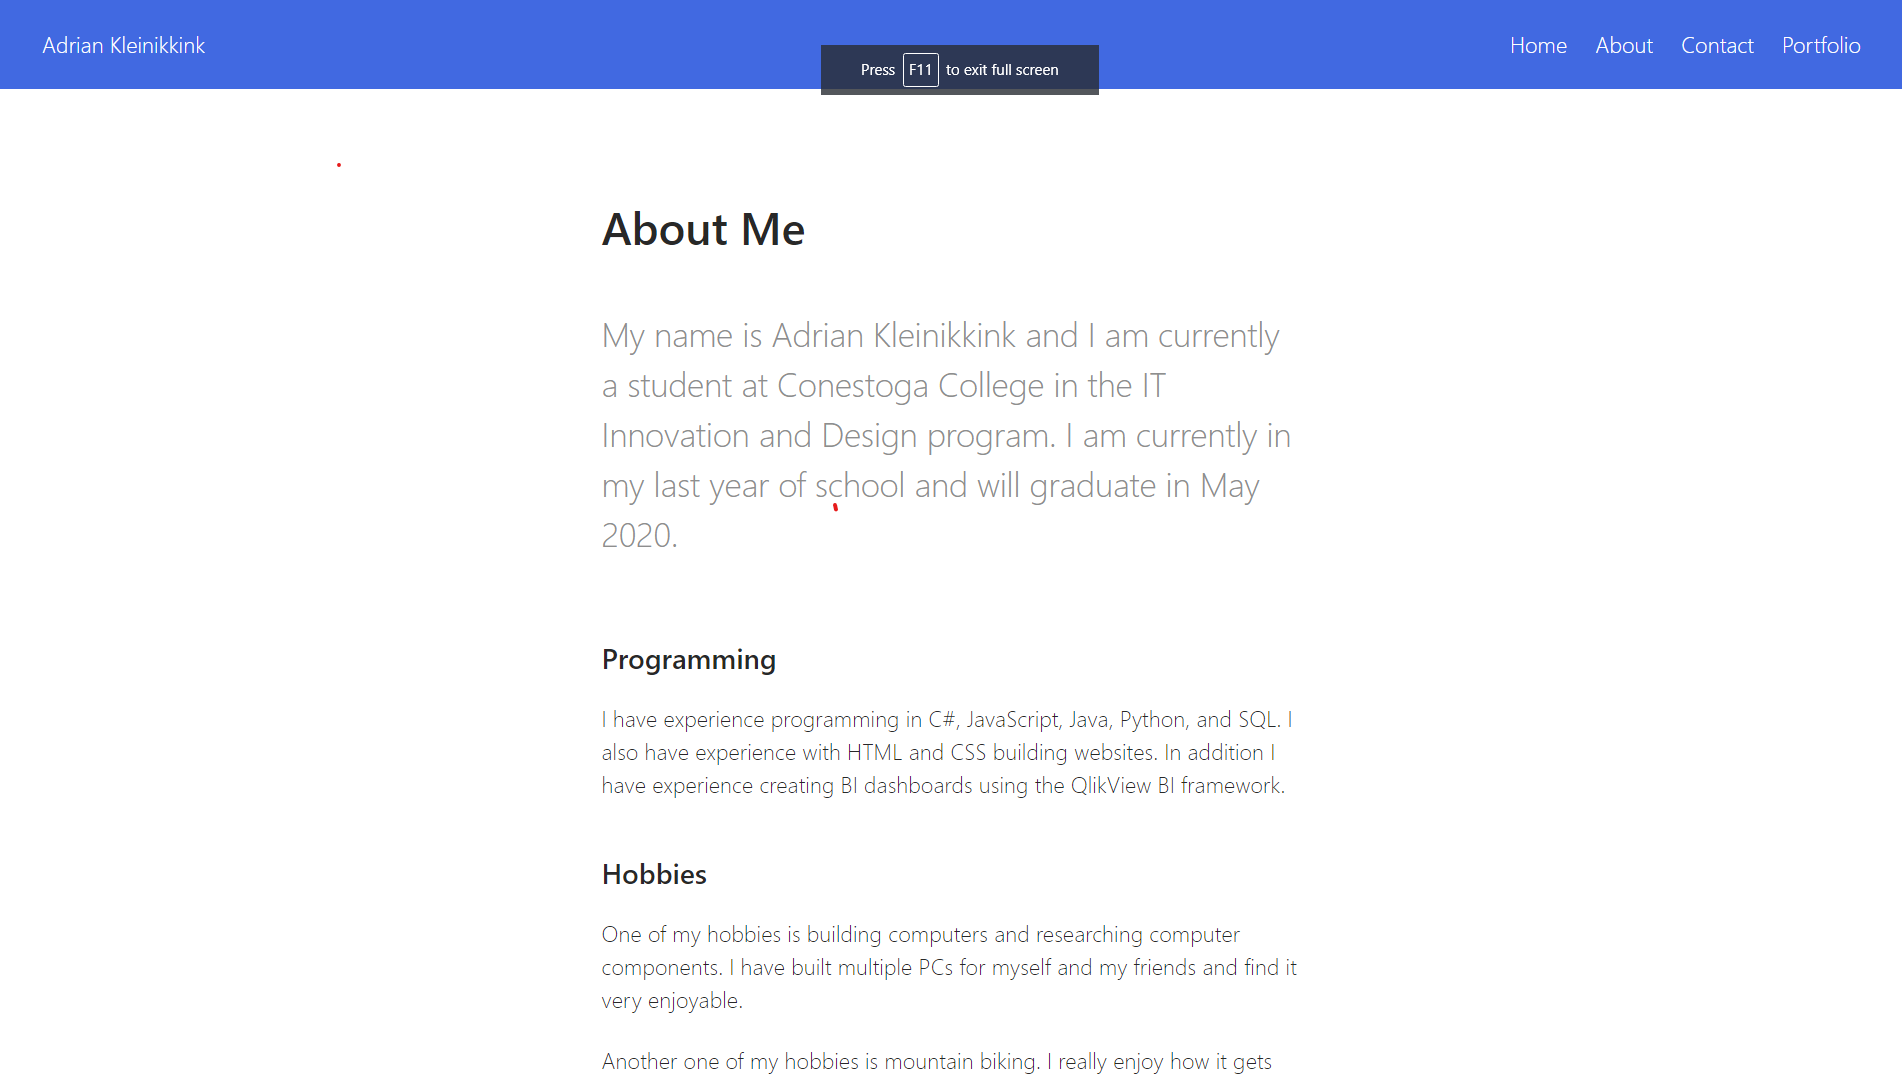 Adrian Kleinikkink
Home About Contact Portfolio
Press F11 to exit full screen
About Me
My name is Adrian Kleinikkink and I am currently
a student at Conestoga College in the IT
Innovation and Design program. I am currently in
my last year of school and will graduate in May
2020.
Programming
I have experience programming in C#, JavaScript, Java, Python, and SQL. I
also have experience with HTML and CSS building websites. In addition I
have experience creating BI dashboards using the QlikView BI framework.
Hobbies
One of my hobbies is building computers and researching computer
components. I have built multiple PCs for myself and my friends and find it
very enjoyable.
Another one of my hobbies is mountain biking. I really enjoy how it gets